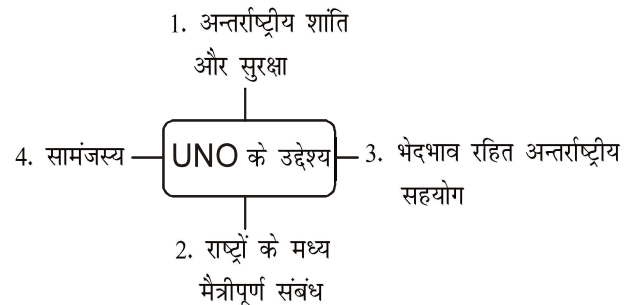 1. अन्तर्राष्ट्रीय शांति
और सुरक्षा
4. सामंजस्य
UNO के उद्देश्य
3. भेदभाव रहित अन्तर्राष्ट्रीय
सहयोग
2. राष्ट्रों के मध्य
मैत्रीपूर्ण संबंध